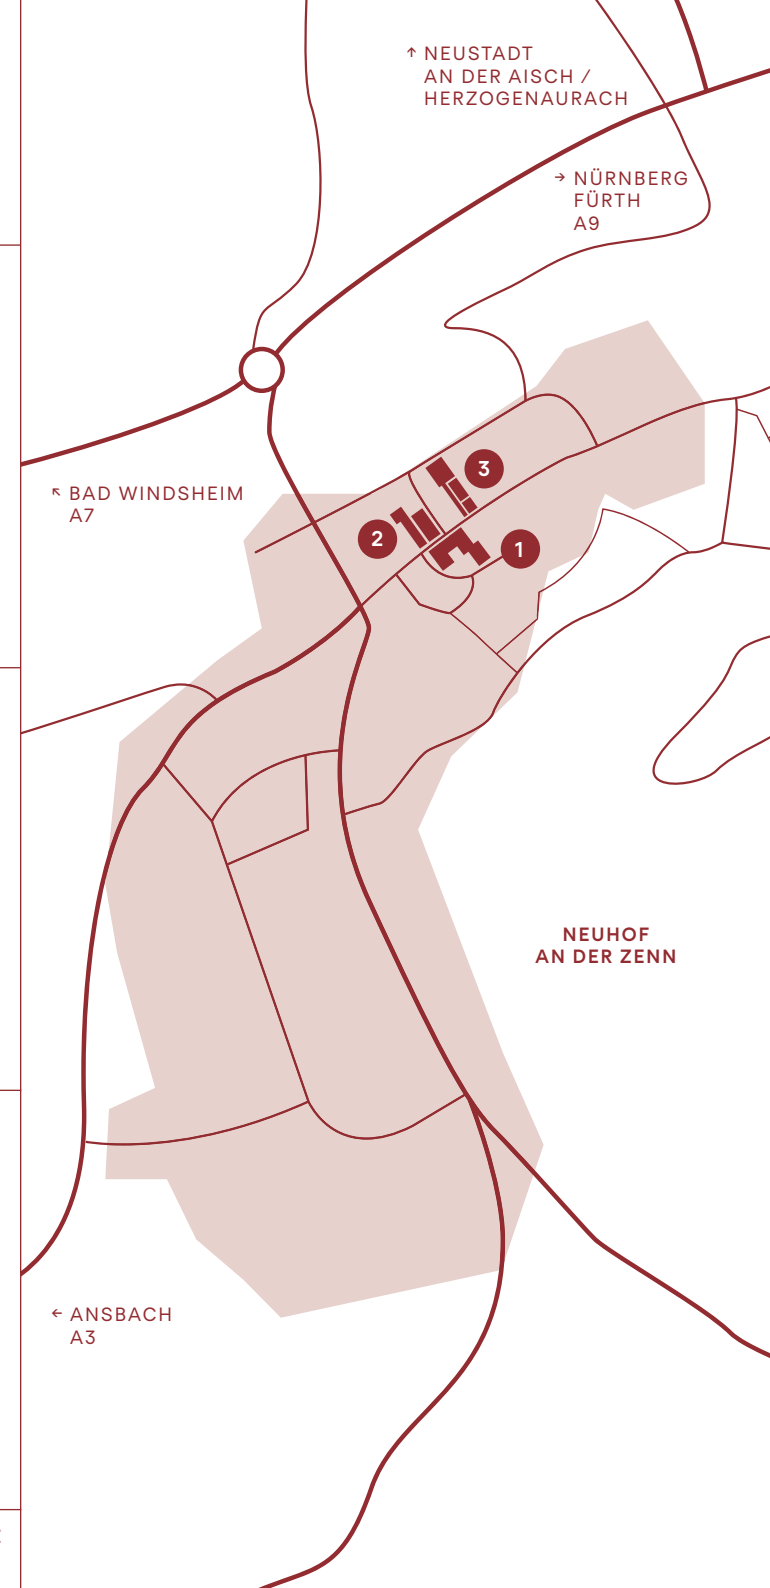 ↑ NEUSTADT
AN DER AISCH /
HERZOGENAURACH
→ NÜRNBERG
FÜRTH
A9
3
↖ BAD WINDSHEIM
A7
2
1
NEUHOF
AN DER ZENN
← ANSBACH
A3